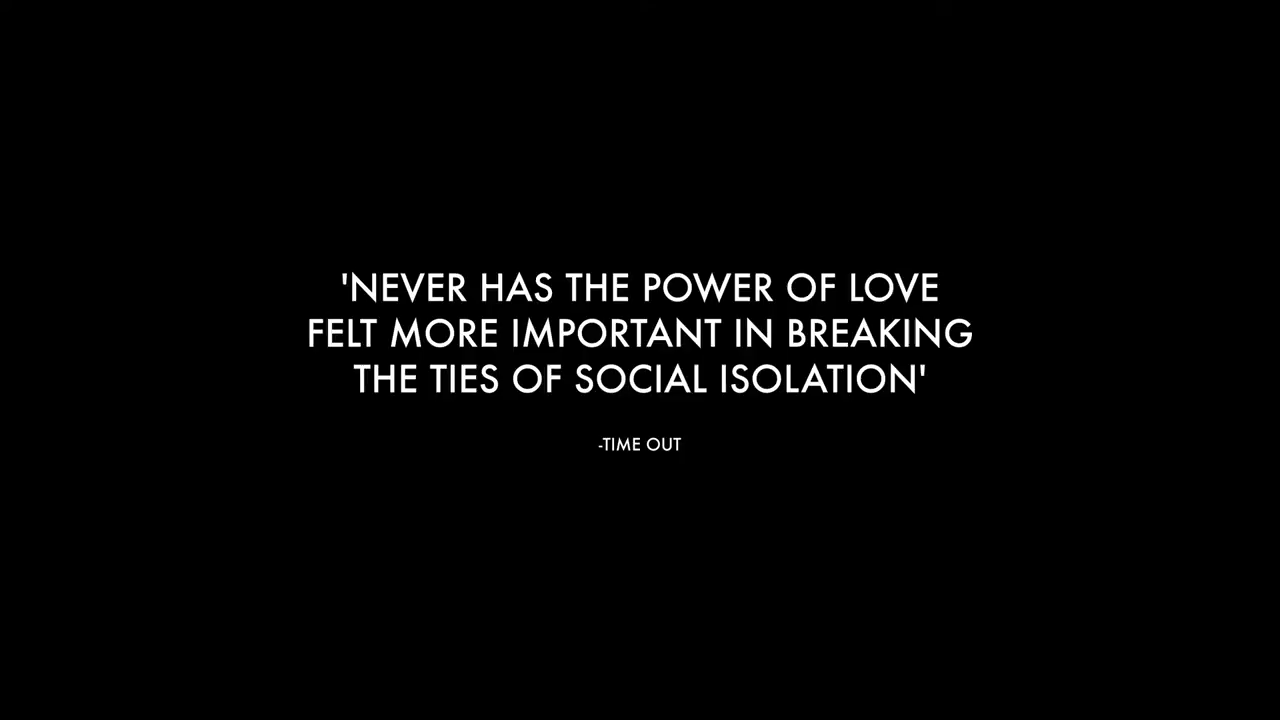 'NEVER HAS THE POWER OF LOVE
FELT MORE IMPORTANT IN BREAKING
THE TIES OF SOCIAL ISOLATION'
-TIME OUT